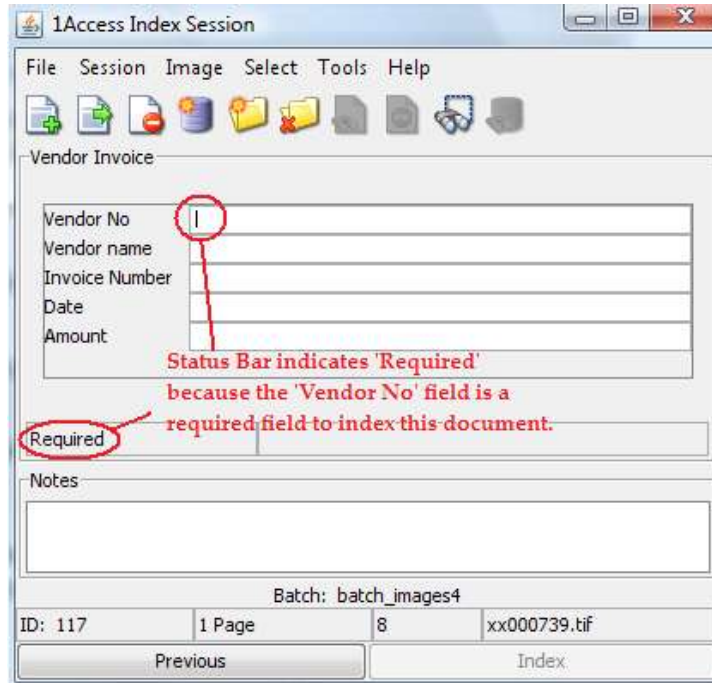 1Access Index Session
File Session Image Select Tools Help
Vendor Invoice
Vendor No
Vendor name
Invoice Number
Date
Amount
Status Bar indicates 'Required'
because the 'Vendor No' field is a
required field to index this document.
Required
Notes
Batch: batch_images4
ID: 117 1 Page 8 xx000739.tif
Previous Index